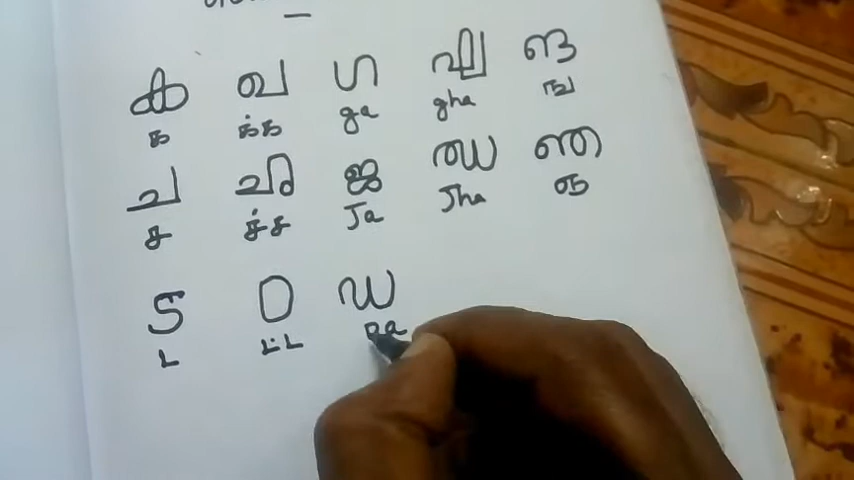 ക ഖ ഗ ഘ ങ
க க்க ga gha ங
ച ഛ ജ ഝ ഞ
ச ச்ச Ja Jha ஞ
ട ഠ ഡ
ட ட்ட